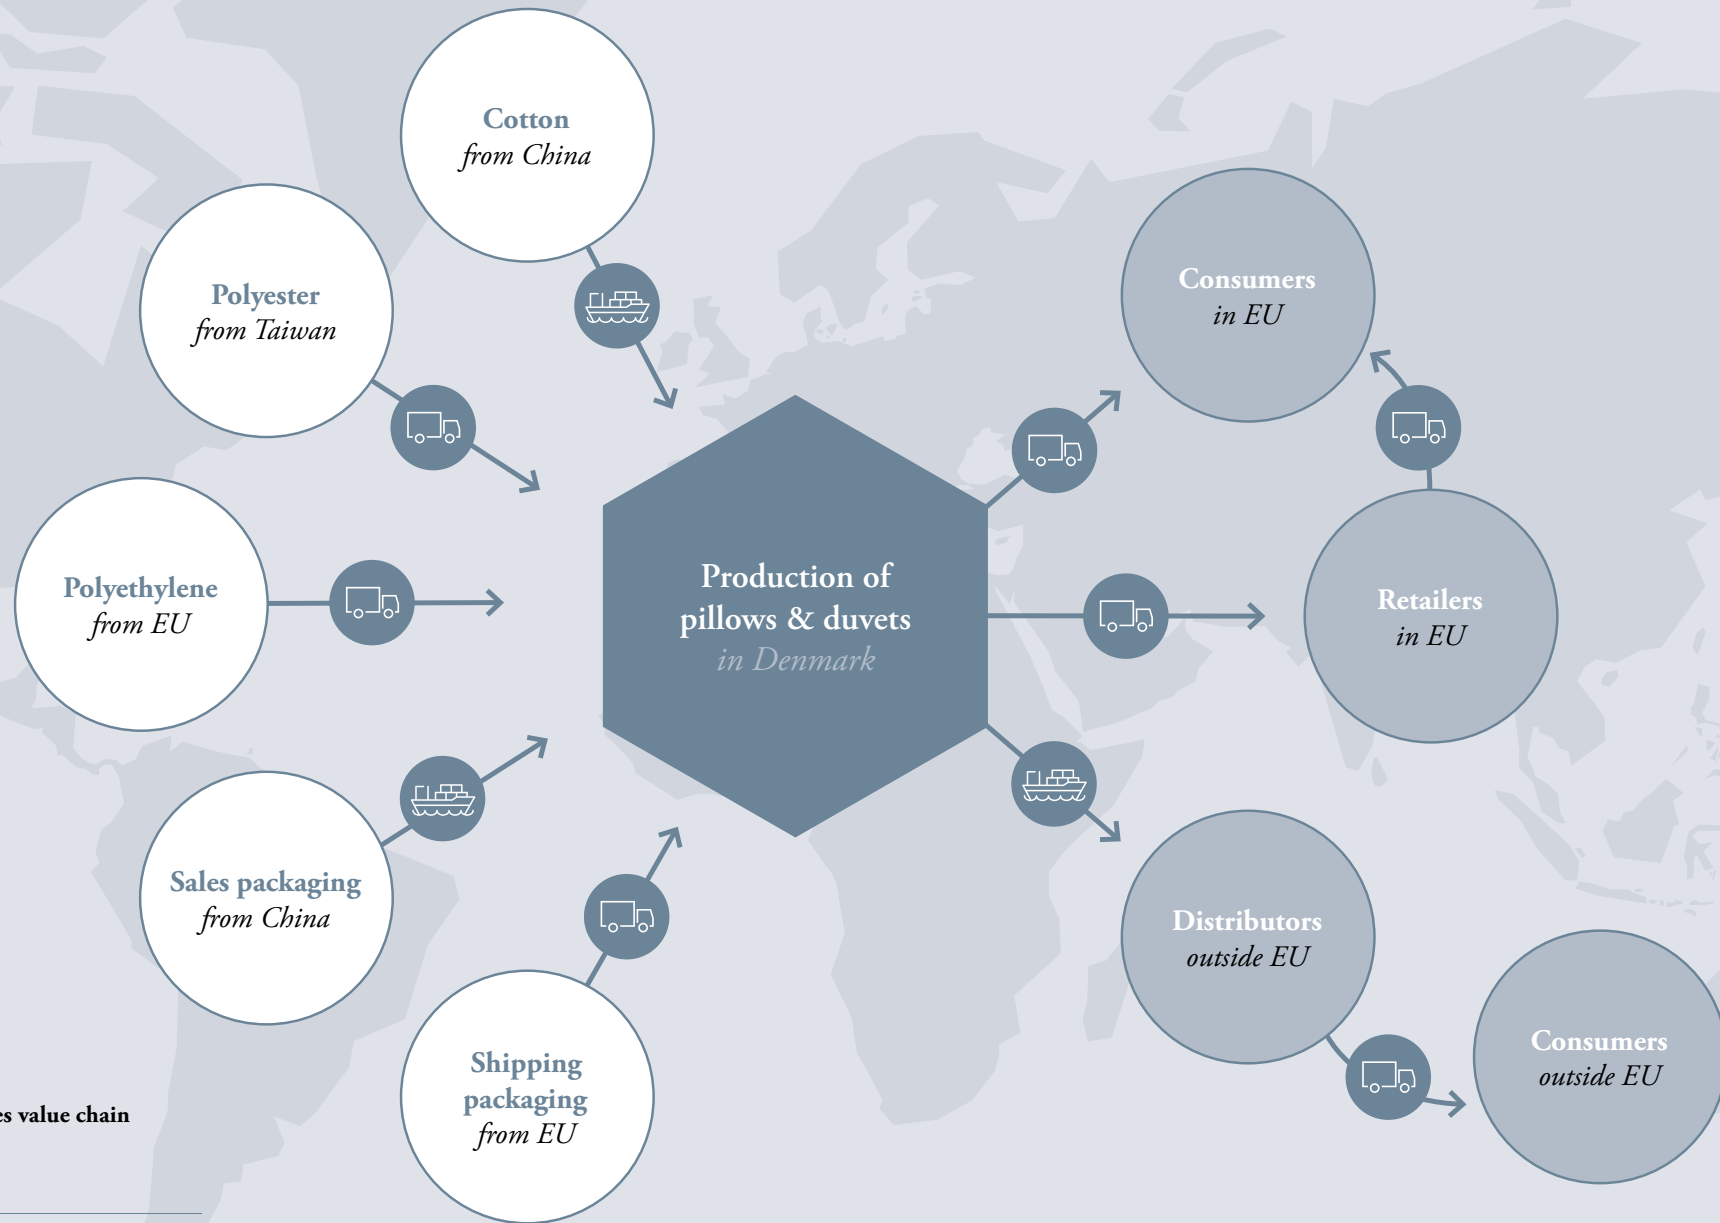 Cotton
from China
Polyester
from Taiwan
Polyethylene
from EU
Sales packaging
from China
Shipping
packaging
from EU
Production of
pillows & duvets
in Denmark
Consumers
in EU
Retailers
in EU
Distributors
outside EU
Consumers
outside EU
value chain